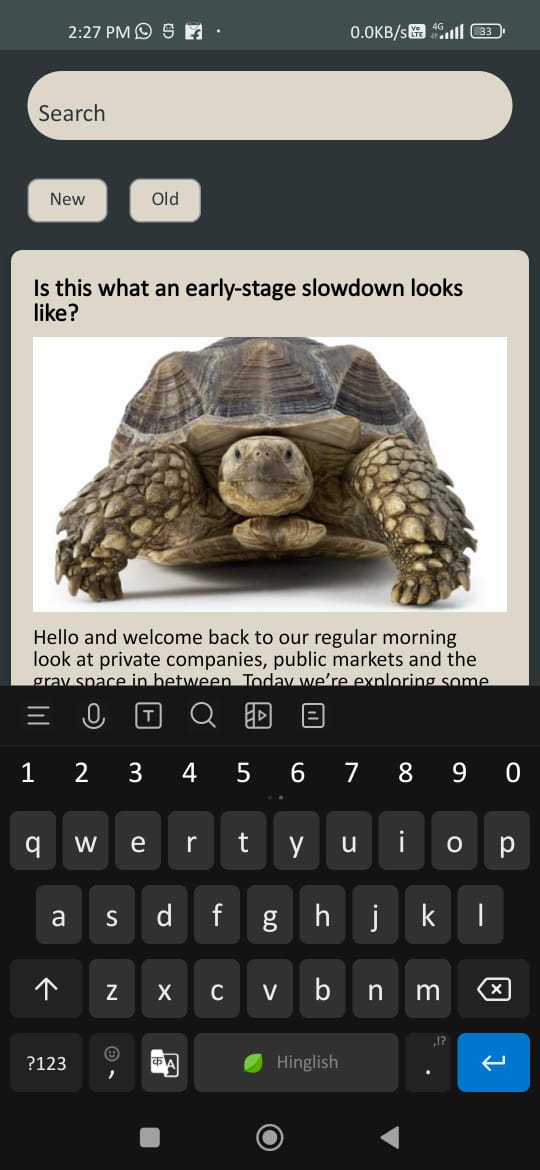 2:27 PM
0.0KB/s Vo LTE 4G 33
Search
New Old
Is this what an early-stage slowdown looks
like?
Hello and welcome back to our regular morning
look at private companies, public markets and the
gray space in between. Today we’re exploring some
T
1 2 3 4 5 6 7 8 9 0
q w e r t y u i o p
a s d f g h j k l
z x c v b n m
,!?
?123 , क A Hinglish .